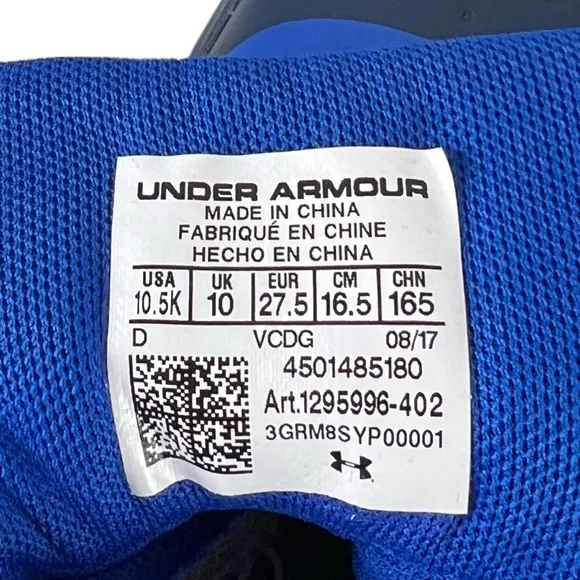 UNDER ARMOUR
MADE IN CHINA
FABRIQUÉ EN CHINE
HECHO EN CHINA
USA UK EUR CM CHN
10.5K 10 27.5 16.5 165
D VCDG 08/17
4501485180
Art.1295996-402
3GRM8SYP00001